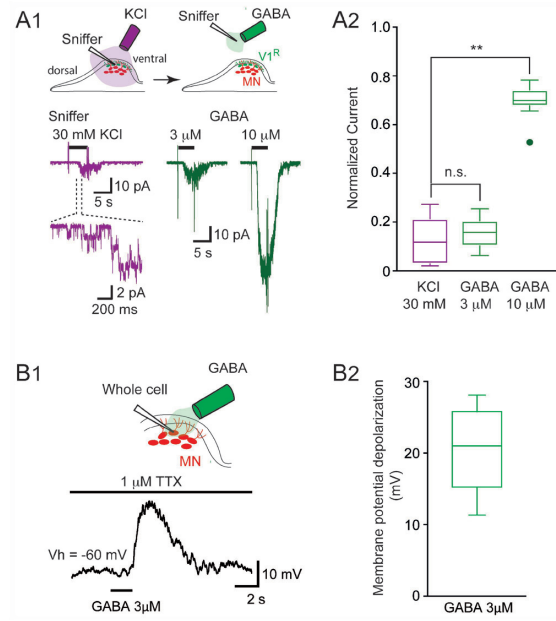 A1
KCl
Sniffer
ventral
dorsal
GABA
Sniffer
V1R
MN
Sniffer
30 mM KCl
10 pA
5 s
2 pA
200 ms
GABA
3 µM
10 µM
10 pA
5 s
A2
Normalized Current
1.0
0.8
0.6
0.4
0.2
0.0
**
n.s.
KCl
30 mM
GABA
3 µM
GABA
10 µM
B1
GABA
Whole cell
MN
1 µM TTX
Vh = -60 mV
10 mV
2 s
GABA 3µM
B2
Membrane potential depolarization
(mV)
30
20
10
0
GABA 3µM